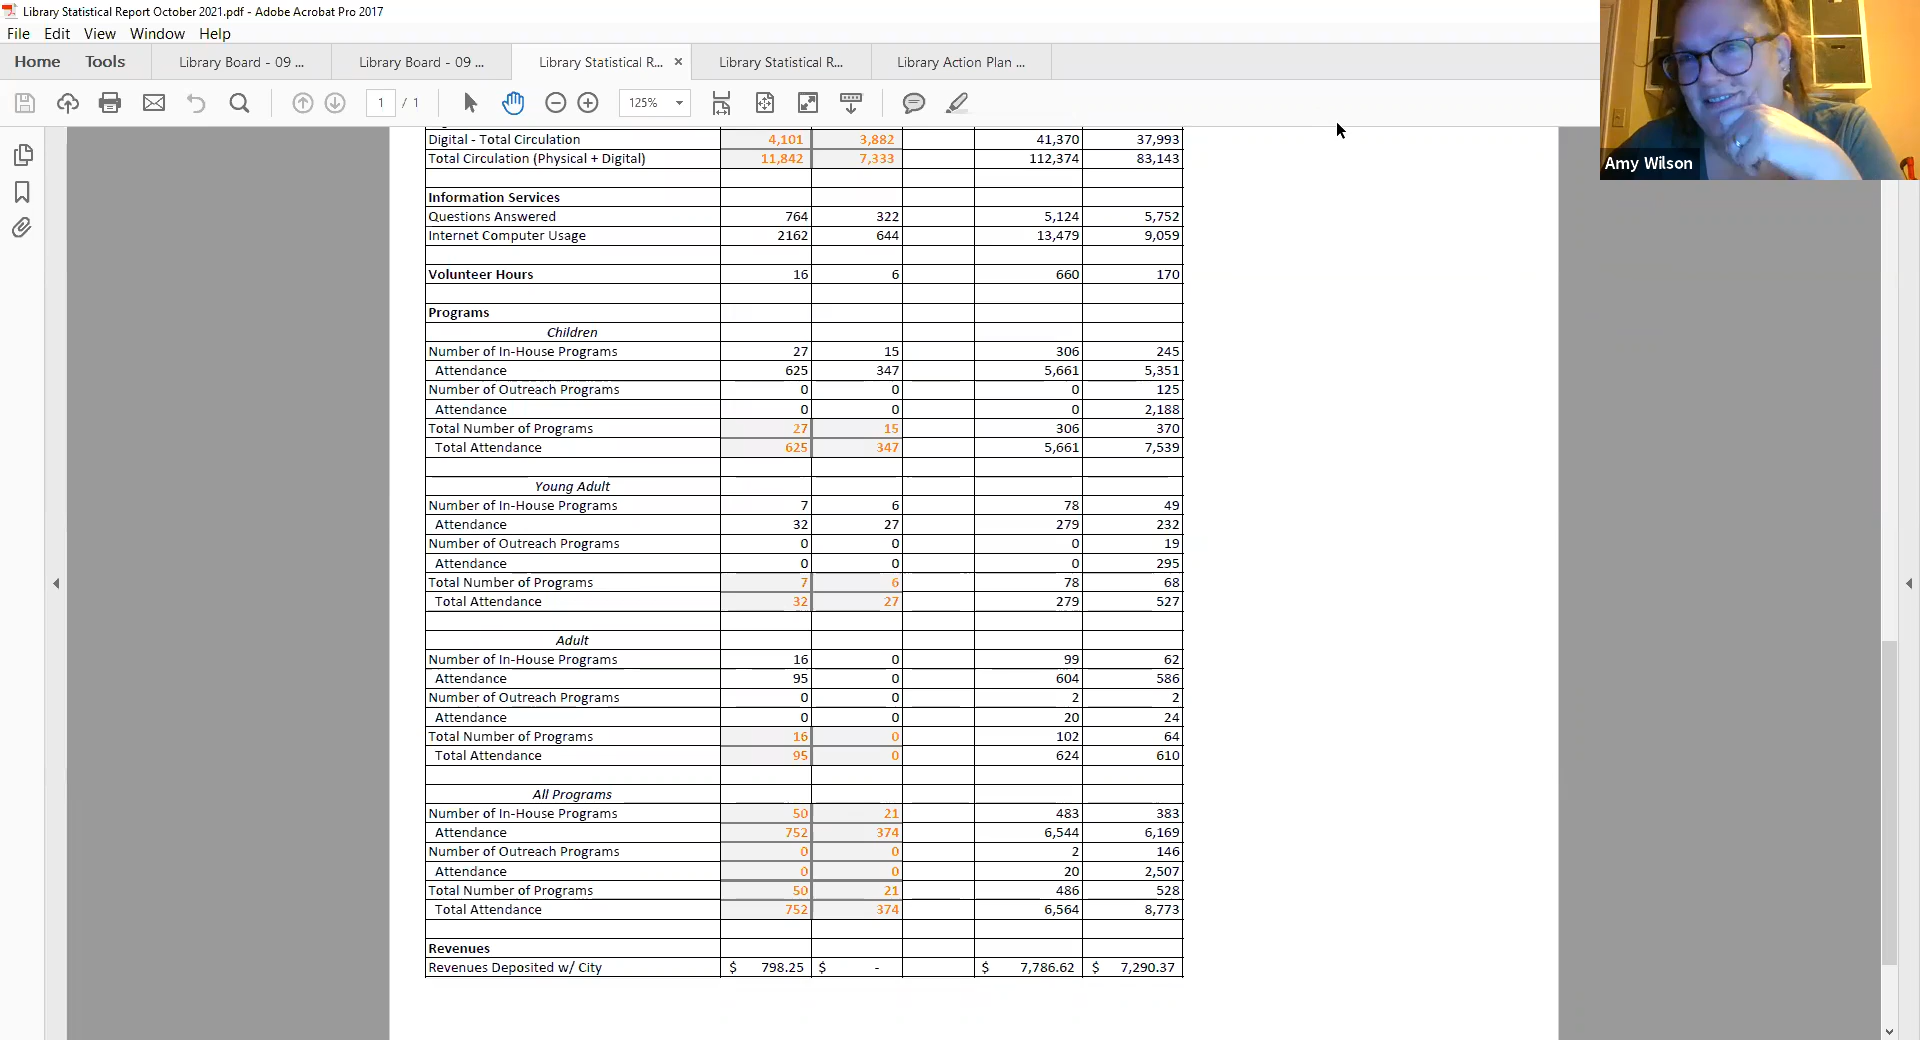 Library Statistical Report October 2021.pdf - Adobe Acrobat Pro 2017
File Edit View Window Help
Home Tools Library Board - 09 ... Library Board - 09 ... Library Statistical R... × Library Statistical R... Library Action Plan ...
1 / 1 125%
Digital - Total Circulation 4,101 3,882 41,370 37,993
Total Circulation (Physical + Digital) 11,842 7,333 112,374 83,143
Information Services
Questions Answered 764 322 5,124 5,752
Internet Computer Usage 2162 644 13,479 9,059
Volunteer Hours 16 6 660 170
Programs
Children
Number of In-House Programs 27 15 306 245
Attendance 625 347 5,661 5,351
Number of Outreach Programs 0 0 0 125
Attendance 0 0 0 2,188
Total Number of Programs 27 15 306 370
Total Attendance 625 347 5,661 7,539
Young Adult
Number of In-House Programs 7 6 78 49
Attendance 32 27 279 232
Number of Outreach Programs 0 0 0 19
Attendance 0 0 0 295
Total Number of Programs 7 6 78 68
Total Attendance 32 27 279 527
Adult
Number of In-House Programs 16 0 99 62
Attendance 95 0 604 586
Number of Outreach Programs 0 0 2 2
Attendance 0 0 20 24
Total Number of Programs 16 0 102 64
Total Attendance 95 0 624 610
All Programs
Number of In-House Programs 50 21 483 383
Attendance 752 374 6,544 6,169
Number of Outreach Programs 0 0 2 146
Attendance 0 0 20 2,507
Total Number of Programs 50 21 486 528
Total Attendance 752 374 6,564 8,773
Revenues
Revenues Deposited w/ City $ 798.25 $ - $ 7,786.62 $ 7,290.37
Amy Wilson